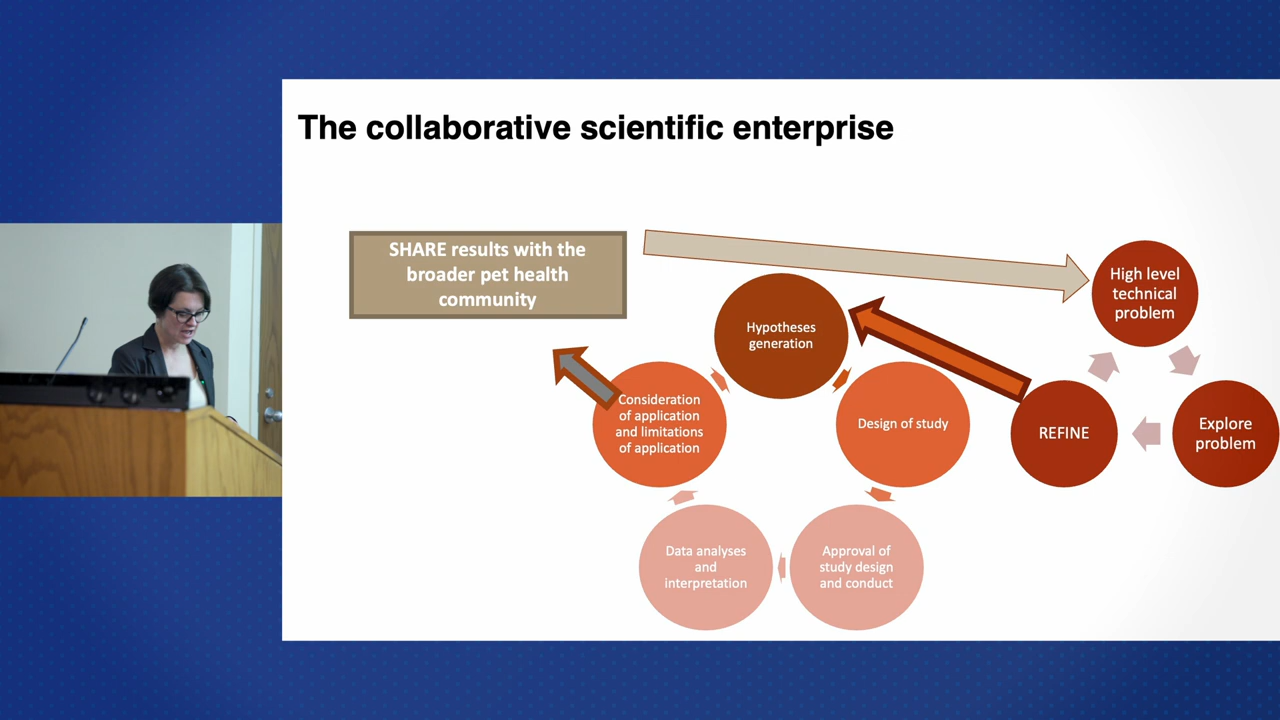 The collaborative scientific enterprise
SHARE results with the
broader pet health
community
High level
technical
problem
Hypotheses
generation
Consideration
of application
and limitations
of application
Design of study
REFINE
Explore
problem
Data analyses
and
interpretation
Approval of
study design
and conduct